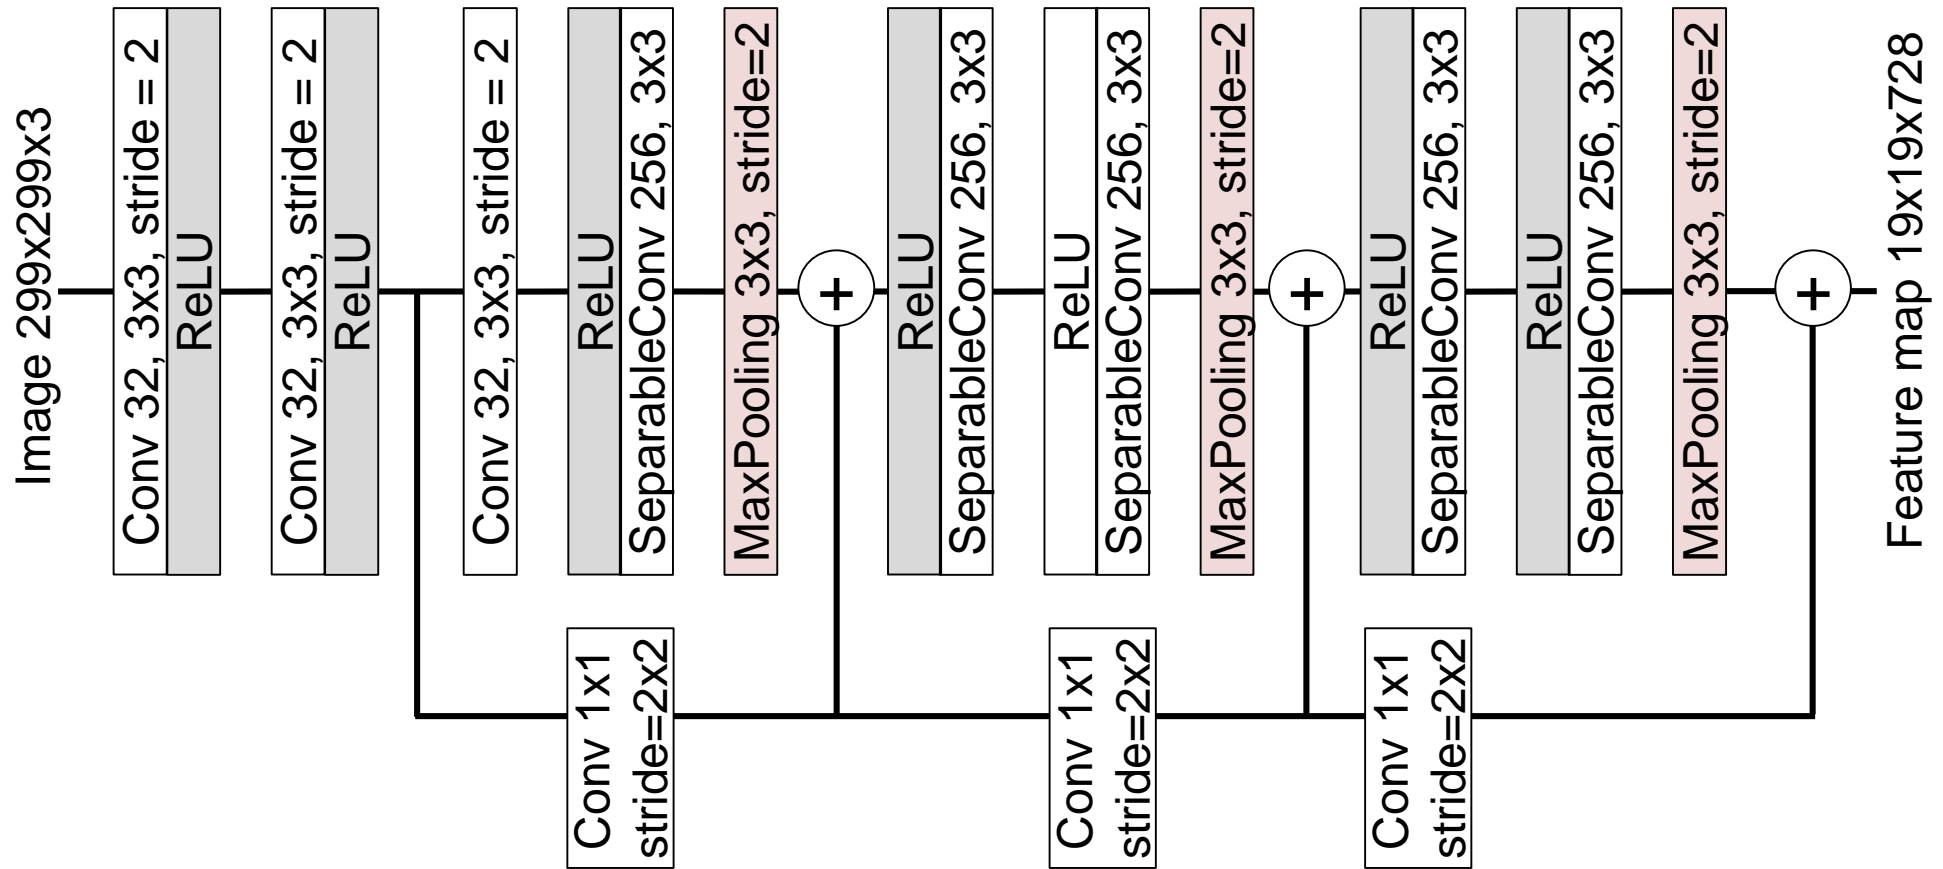 Image 299x299x3
Conv 32, 3x3, stride = 2
ReLU
Conv 32, 3x3, stride = 2
ReLU
Conv 32, 3x3, stride = 2
ReLU
SeparableConv 256, 3x3
MaxPooling 3x3, stride=2
+
ReLU
SeparableConv 256, 3x3
ReLU
SeparableConv 256, 3x3
MaxPooling 3x3, stride=2
+
ReLU
SeparableConv 256, 3x3
ReLU
SeparableConv 256, 3x3
MaxPooling 3x3, stride=2
+
Feature map 19x19x728
Conv 1x1
stride=2x2
Conv 1x1
stride=2x2
Conv 1x1
stride=2x2